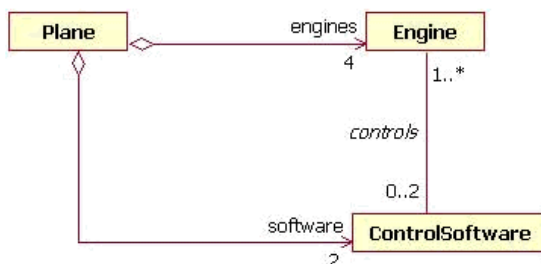 Plane
engines
Engine
4
1..*
controls
0..2
software
ControlSoftware
2